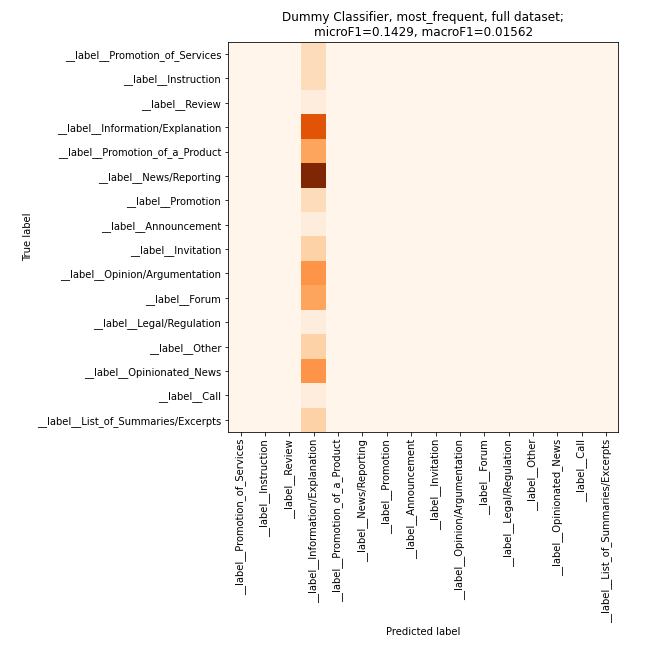 Dummy Classifier, most_frequent, full dataset;
microF1=0.1429, macroF1=0.01562
True label
__label__Promotion_of_Services
__label__Instruction
__label__Review
__label__Information/Explanation
__label__Promotion_of_a_Product
__label__News/Reporting
__label__Promotion
__label__Announcement
__label__Invitation
__label__Opinion/Argumentation
__label__Forum
__label__Legal/Regulation
__label__Other
__label__Opinionated_News
__label__Call
__label__List_of_Summaries/Excerpts
__label__Promotion_of_Services
__label__Instruction
__label__Review
__label__Information/Explanation
__label__Promotion_of_a_Product
__label__News/Reporting
__label__Promotion
__label__Announcement
__label__Invitation
__label__Opinion/Argumentation
__label__Forum
__label__Legal/Regulation
__label__Other
__label__Opinionated_News
__label__Call
__label__List_of_Summaries/Excerpts
Predicted label